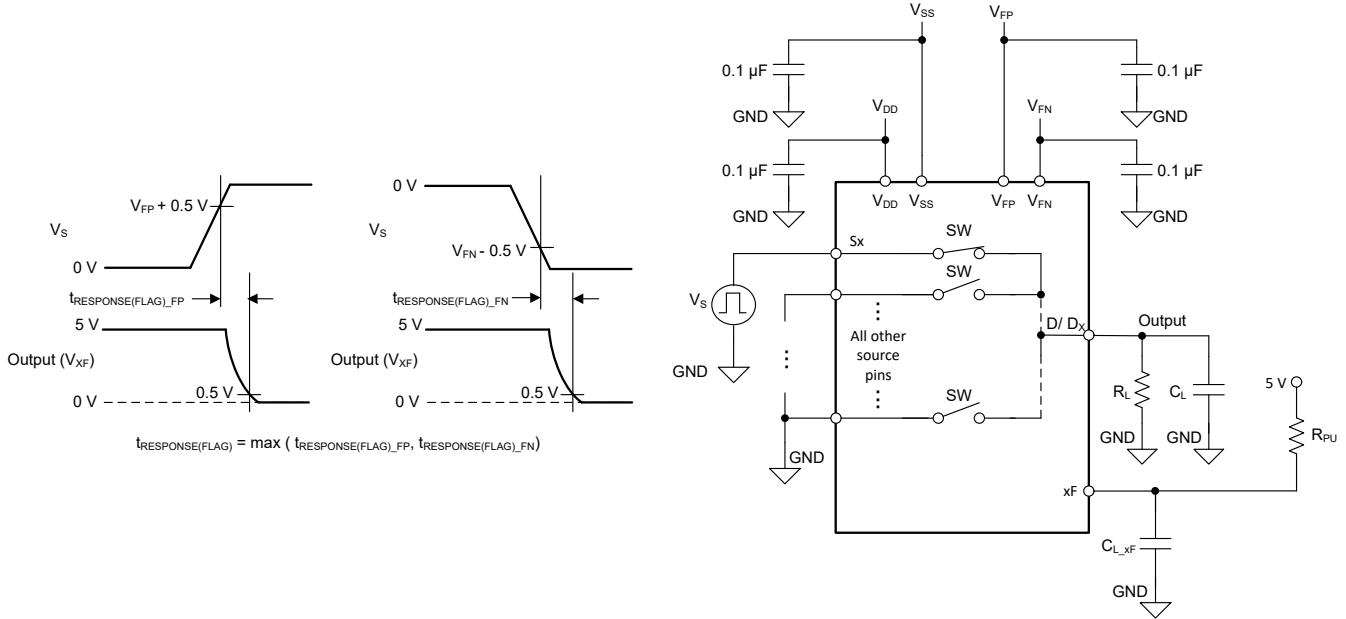 VFP + 0.5 V
VS
0 V
tRESPONSE(FLAG)_FP
5 V
Output (VXF)
0.5 V
0 V
0 V
VS
VFN - 0.5 V
tRESPONSE(FLAG)_FN
5 V
Output (VXF)
0.5 V
0 V
tRESPONSE(FLAG) = max ( tRESPONSE(FLAG)_FP, tRESPONSE(FLAG)_FN)
VSS
VFP
0.1 µF
0.1 µF
GND
VDD
VFN
GND
0.1 µF
0.1 µF
GND
VDD
VSS
VFP
VFN
GND
Sx
SW
SW
VS
GND
All other
source
pins
D/ DX
Output
SW
RL
CL
5 V
GND
GND
GND
RPU
xF
CL_xF
GND